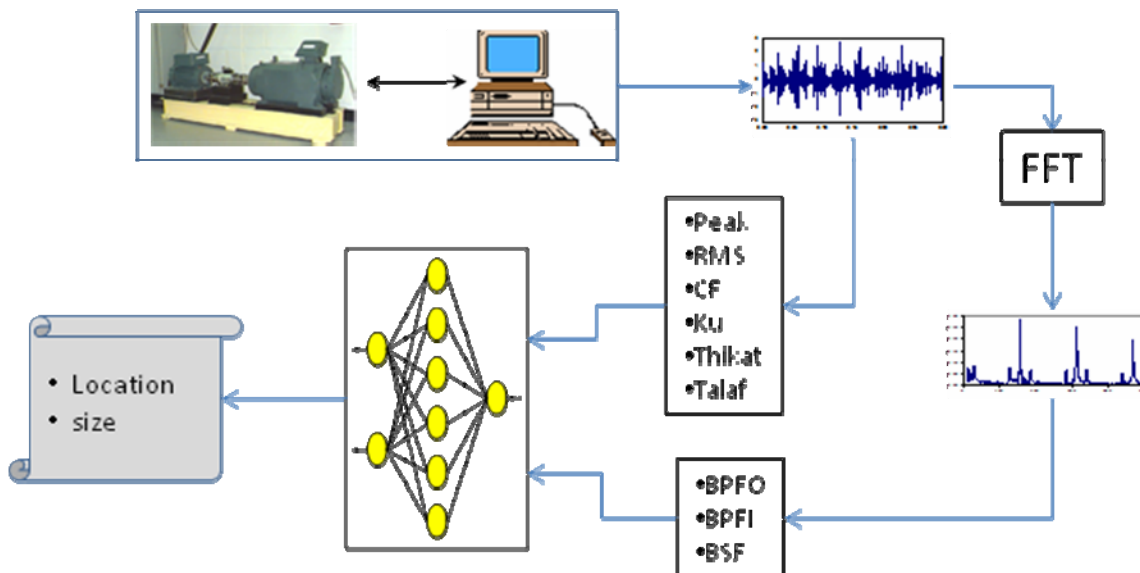 FFT
•Peak
•RMS
•CF
•Ku
•Thikat
•Talaf
• Location
• size
•BPFO
•BPFI
•BSF